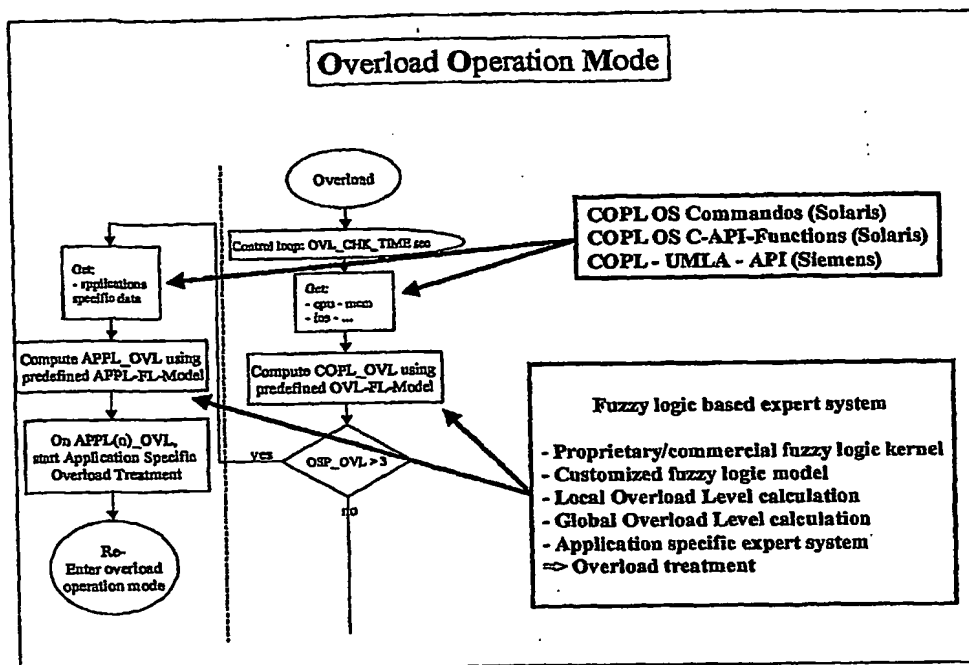 Overload Operation Mode
Overload
Control loop: OVL_CHK_TIME sec
Get:
- cpu - mem
- ios - ...
Compute COPL_OVL using
predefined OVL-FL-Model
OSP_OVL > 3
yes
no
Get:
- applications
specific data
Compute APPL_OVL using
predefined APPL-FL-Model
On APPL(n)_OVL,
start Application Specific
Overload Treatment
Re-
Enter overload
operation mode
COPL OS Commandos (Solaris)
COPL OS C-API-Functions (Solaris)
COPL - UMLA - API (Siemens)
Fuzzy logic based expert system
- Proprietary/commercial fuzzy logic kernel
- Customized fuzzy logic model
- Local Overload Level calculation
- Global Overload Level calculation
- Application specific expert system
=> Overload treatment